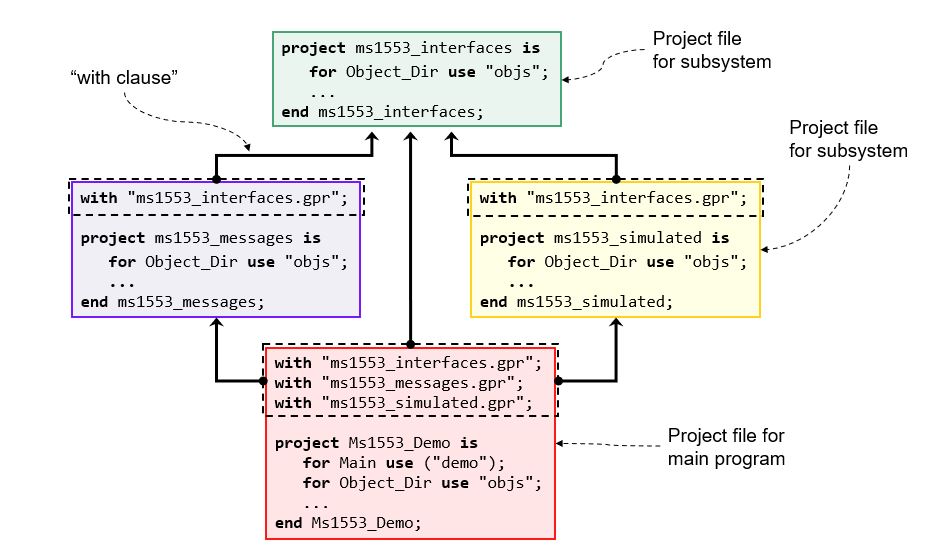 project ms1553_interfaces is
for Object_Dir use "objs";
...
end ms1553_interfaces;
Project file
for subsystem
“with clause”
Project file
for subsystem
with "ms1553_interfaces.gpr";
project ms1553_messages is
for Object_Dir use "objs";
...
end ms1553_messages;
with "ms1553_interfaces.gpr";
project ms1553_simulated is
for Object_Dir use "objs";
...
end ms1553_simulated;
with "ms1553_interfaces.gpr";
with "ms1553_messages.gpr";
with "ms1553_simulated.gpr";
project Ms1553_Demo is
for Main use ("demo");
for Object_Dir use "objs";
...
end Ms1553_Demo;
Project file for
main program